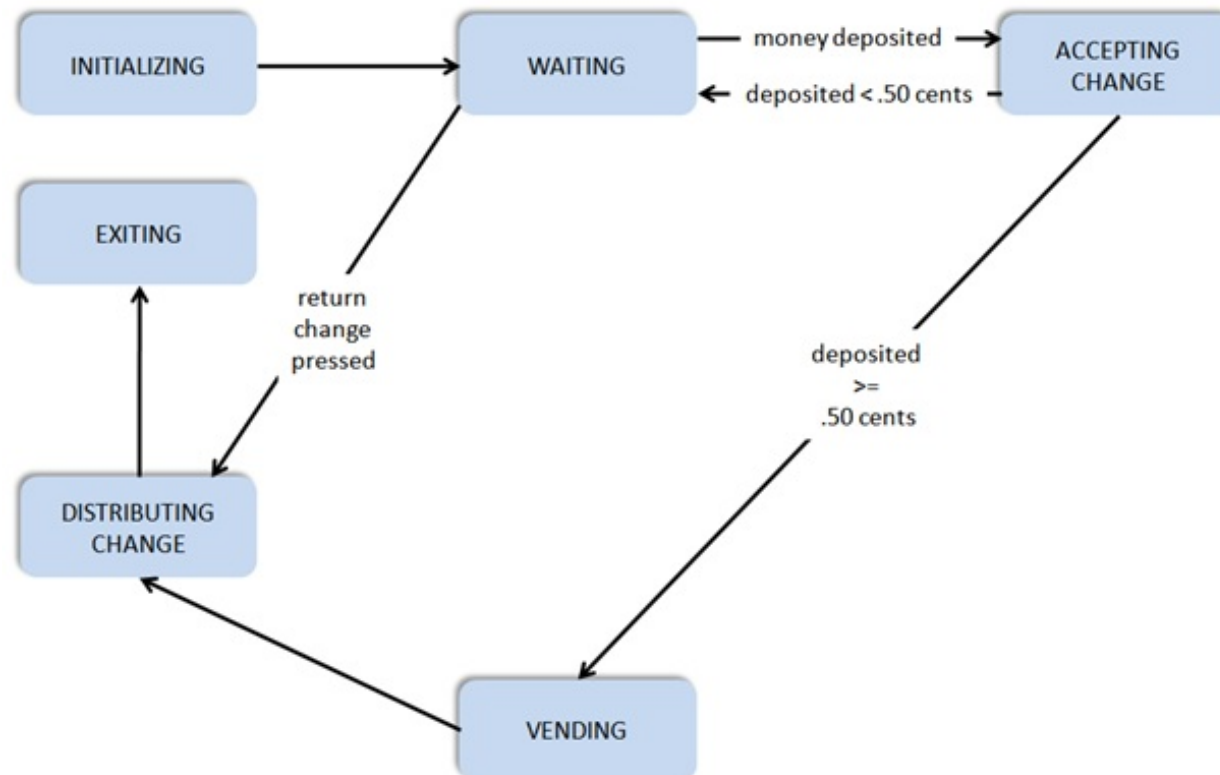 INITIALIZING
WAITING
money deposited
deposited < .50 cents
ACCEPTING
CHANGE
EXITING
return
change
pressed
deposited
>=
.50 cents
DISTRIBUTING
CHANGE
VENDING